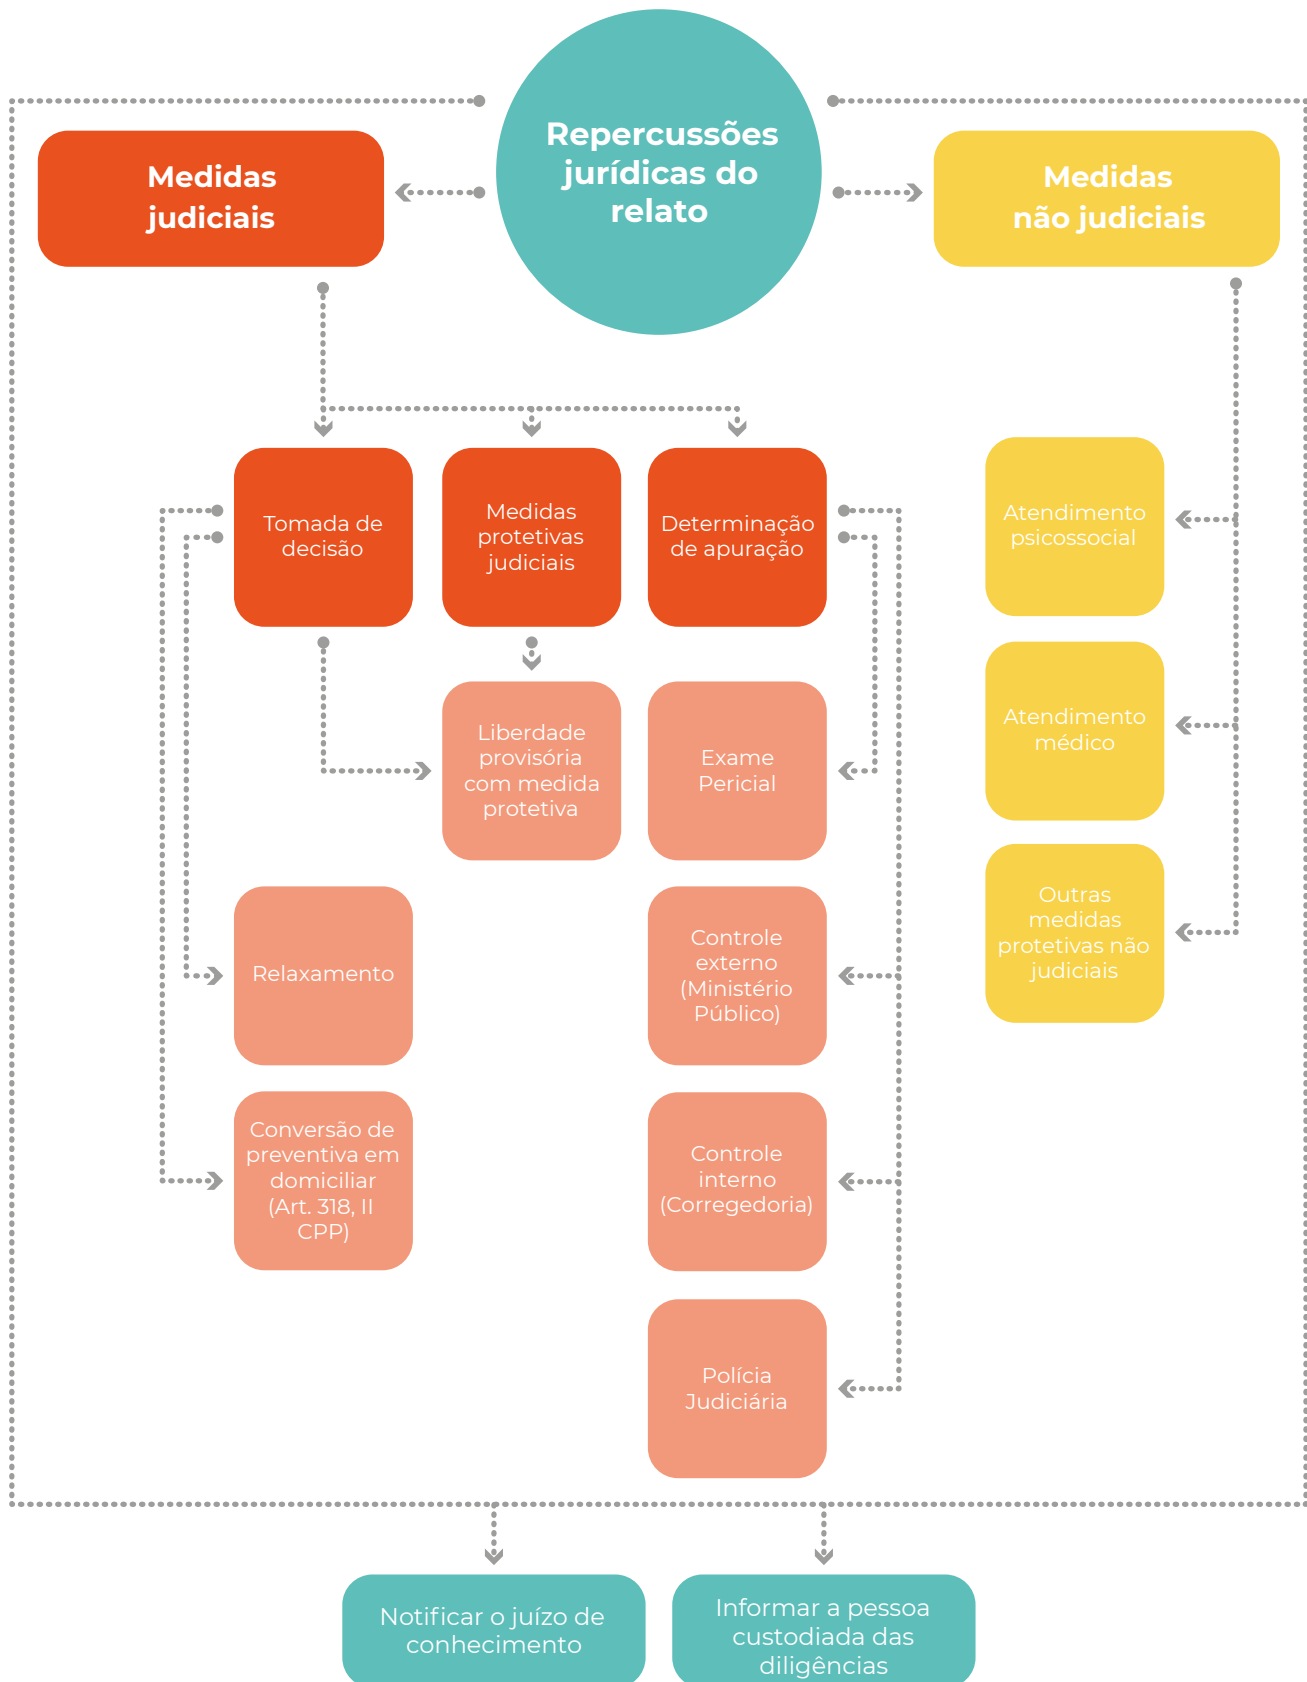 Repercussões
jurídicas do
relato
Medidas
judiciais
Medidas
não judiciais
Tomada de
decisão
Medidas
protetivas
judiciais
Determinação
de apuração
Atendimento
psicossocial
Liberdade
provisória
com medida
protetiva
Exame
Pericial
Atendimento
médico
Relaxamento
Controle
externo
(Ministério
Público)
Outras
medidas
protetivas não
judiciais
Conversão de
preventiva em
domiciliar
(Art. 318, II
CPP)
Controle
interno
(Corregedoria)
Polícia
Judiciária
Notificar o juízo de
conhecimento
Informar a pessoa
custodiada das
diligências